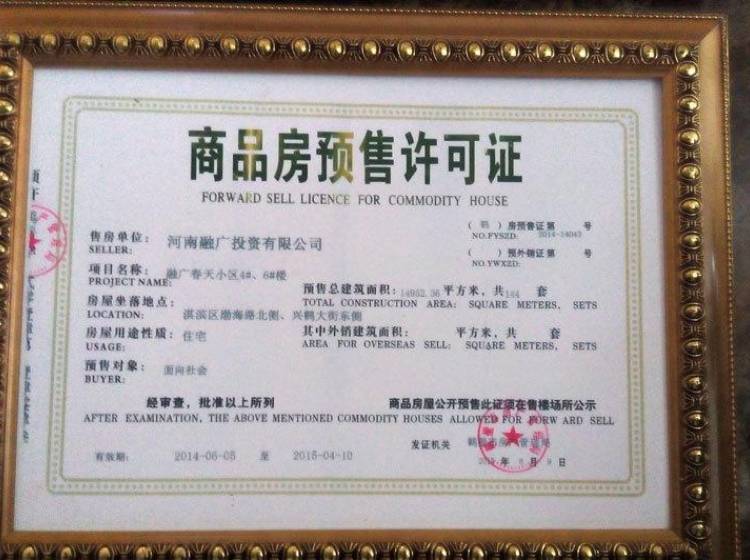 商品房预售许可证
FORWARD SELL LICENCE FOR COMMODITY HOUSE
( 鹤 ) 房预售证第 号
NO.FYSZD: 2014-14043
售房单位: 河南融广投资有限公司
SELLER:
( ) 预外销证第 号
NO.YWXZD:
项目名称: 融广春天小区4#、6#楼
PROJECT NAME:
预售总建筑面积: 14952.36 平方米, 共 144 套
TOTAL CONSTRUCTION AREA: SQUARE METERS, SETS
房屋坐落地点:
LOCATION: 淇滨区渤海路北侧、兴鹤大街东侧
房屋用途性质: 住宅
USAGE:
其中外销建筑面积: 平方米, 共 套
AREA FOR OVERSEAS SELL: SQUARE METERS, SETS
预售对象: 面向社会
BUYER:
经审查, 批准以上所列 商品房屋公开预售此证须在售楼场所公示
AFTER EXAMINATION, THE ABOVE MENTIONED COMMODITY HOUSES ALLOWED FOR FORW ARD SELL
发证机关
有效期: 2014-06-05 至 2015-04-10
年 6 月 9 日